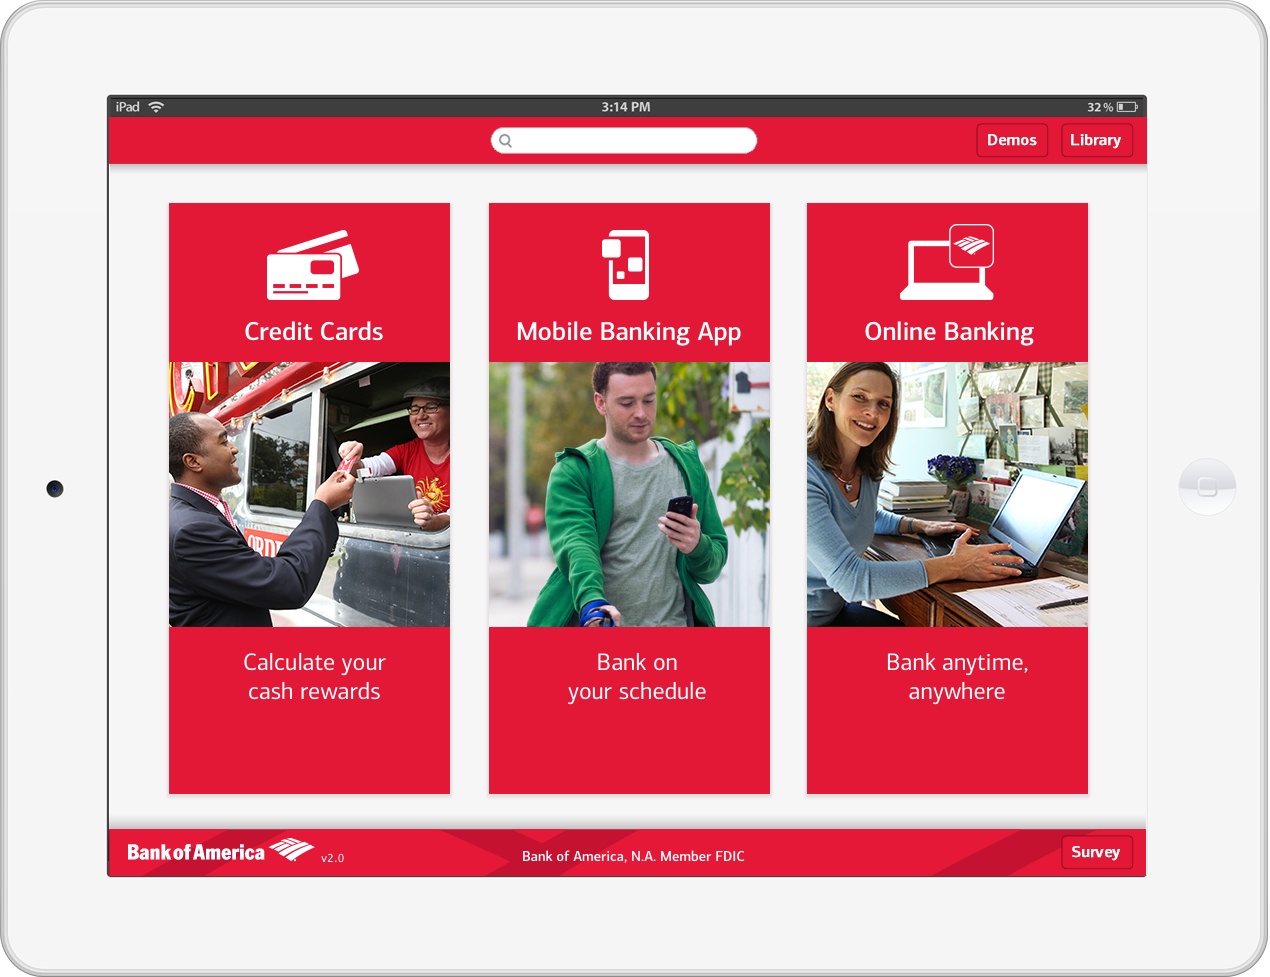 iPad
3:14 PM
32 %
Demos
Library
Credit Cards
Mobile Banking App
Online Banking
ORDE
Calculate your
cash rewards
Bank on
your schedule
Bank anytime,
anywhere
Bank of America
v2.0
Bank of America, N.A. Member FDIC
Survey